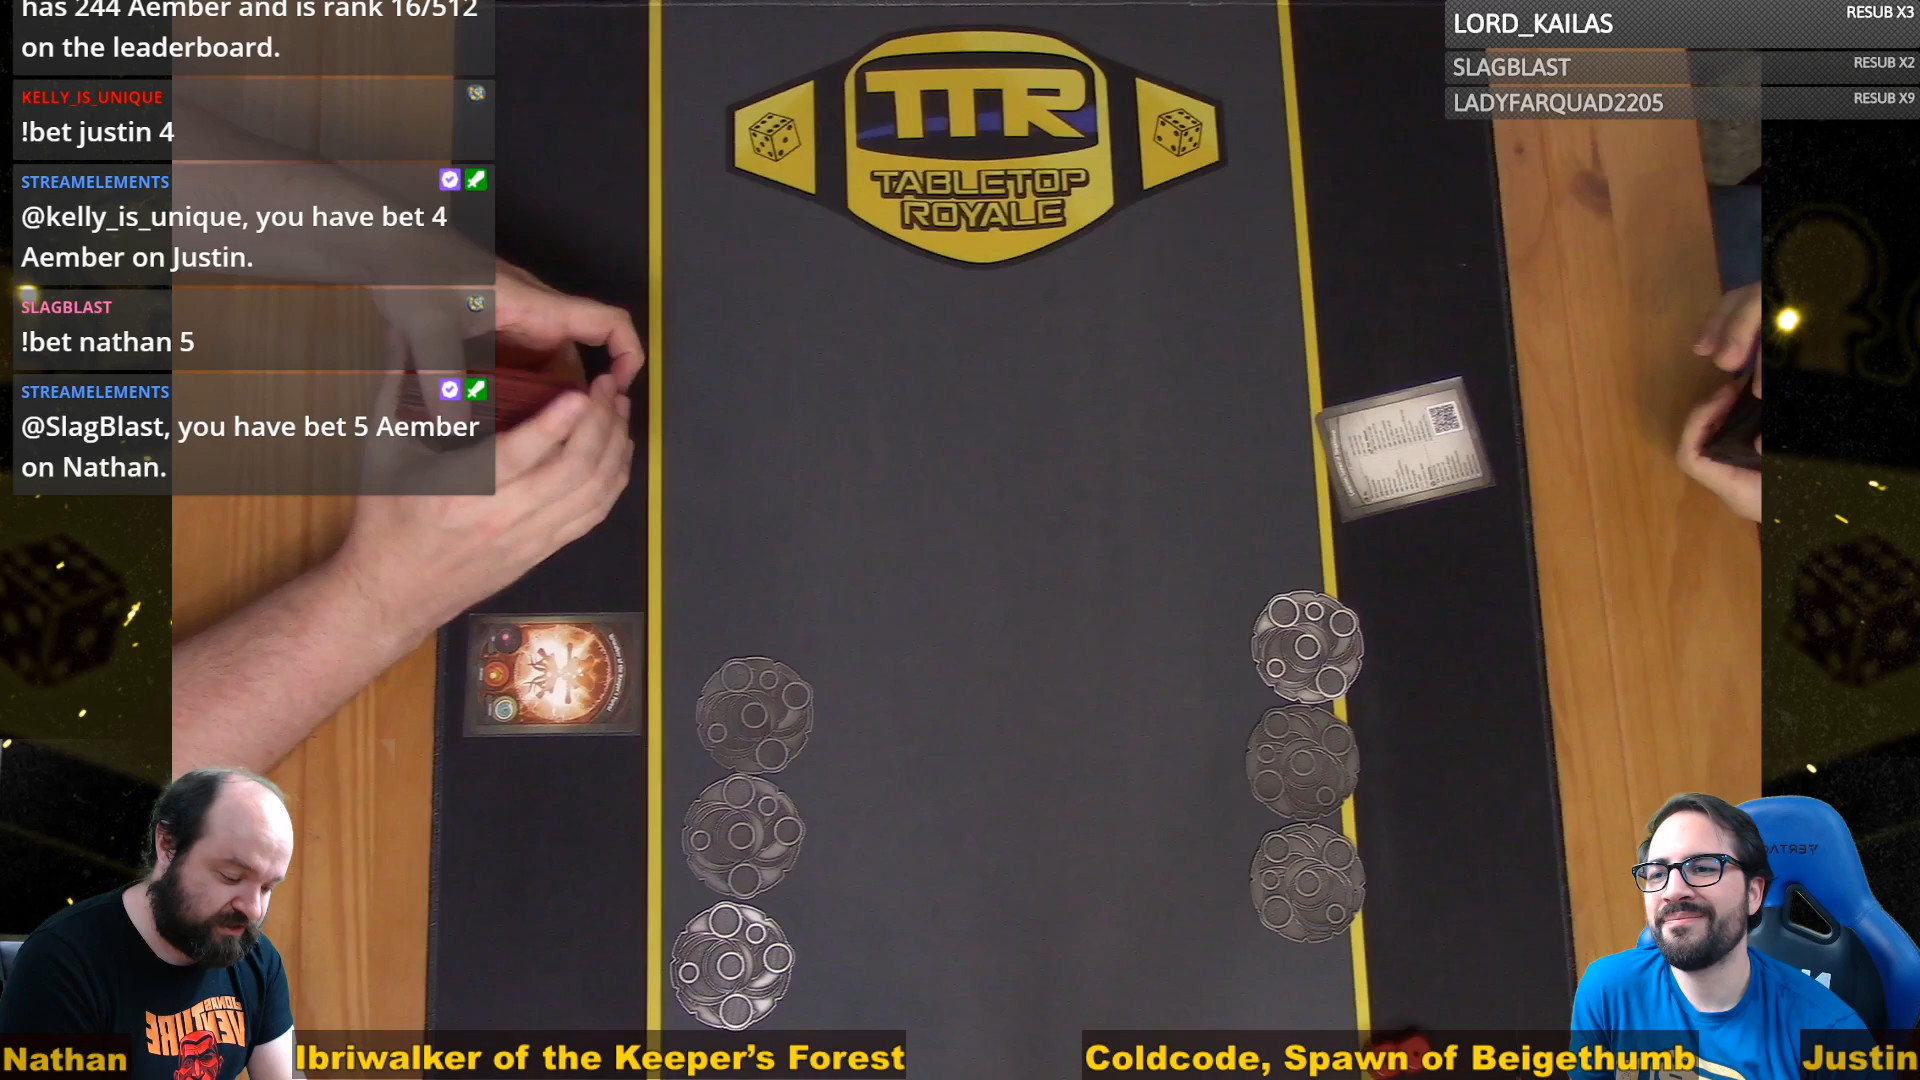 has 244 Aember and is rank 16/512
on the leaderboard.
KELLY_IS_UNIQUE
!bet justin 4
STREAMELEMENTS
@kelly_is_unique, you have bet 4
Aember on Justin.
SLAGBLAST
!bet nathan 5
STREAMELEMENTS
@SlagBlast, you have bet 5 Aember
on Nathan.
TTR
TABLETOP
ROYALE
LORD_KAILAS RESUB X3
SLAGBLAST RESUB X2
LADYFARQUAD2205 RESUB X9
Nathan
Ibriwalker of the Keeper's Forest
Coldcode, Spawn of Beigethumb
Justin